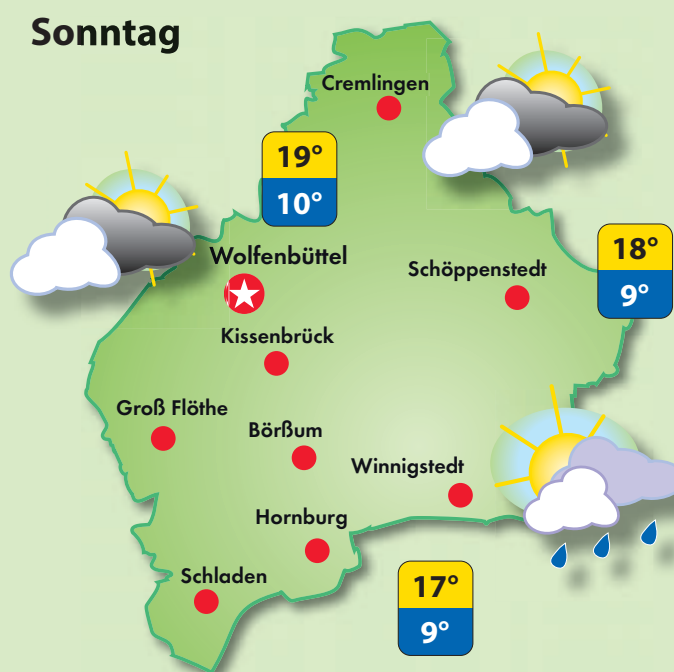 Sonntag
Cremlingen
19°
10°
Wolfenbüttel
Schöppenstedt
18°
9°
Kissenbrück
Groß Flöthe
Börßum
Winnigstedt
Hornburg
Schladen
17°
9°